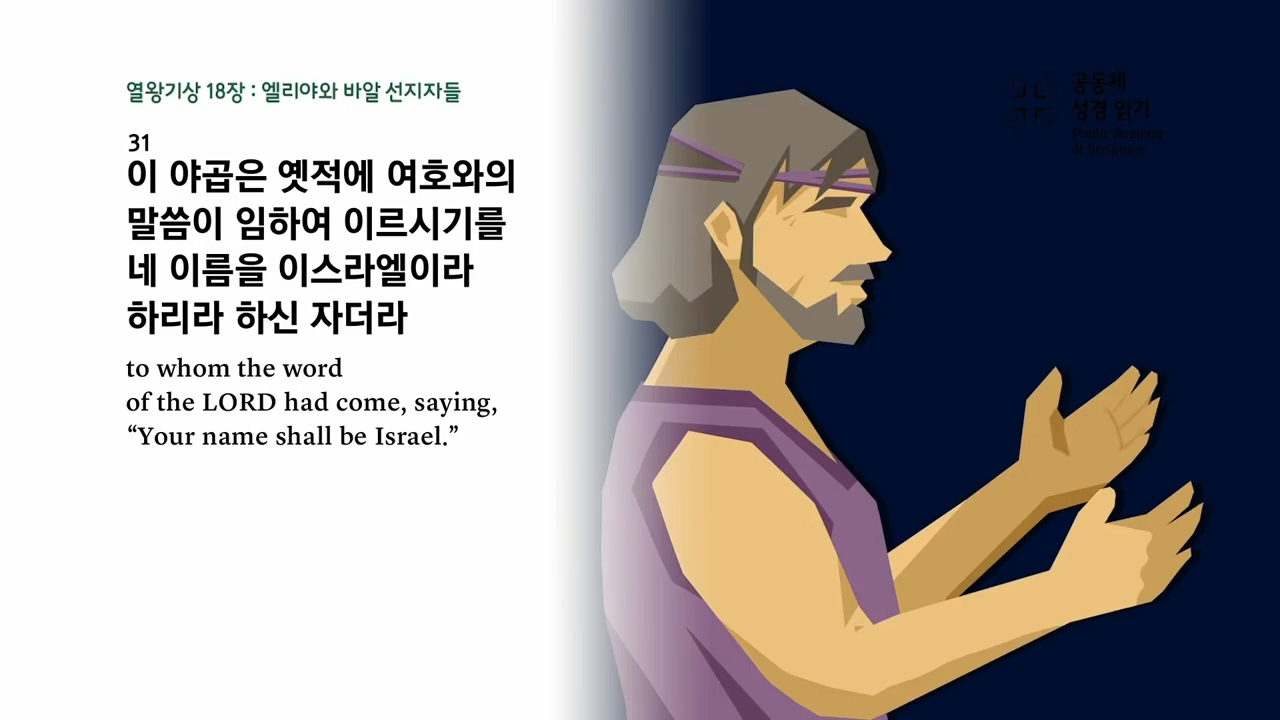 열왕기상 18장 : 엘리야와 바알 선지자들
31
이 야곱은 옛적에 여호와의
말씀이 임하여 이르시기를
네 이름을 이스라엘이라
하리라 하신 자더라
to whom the word
of the LORD had come, saying,
“Your name shall be Israel.”
공동체
성경 읽기
Public Reading
of Scripture